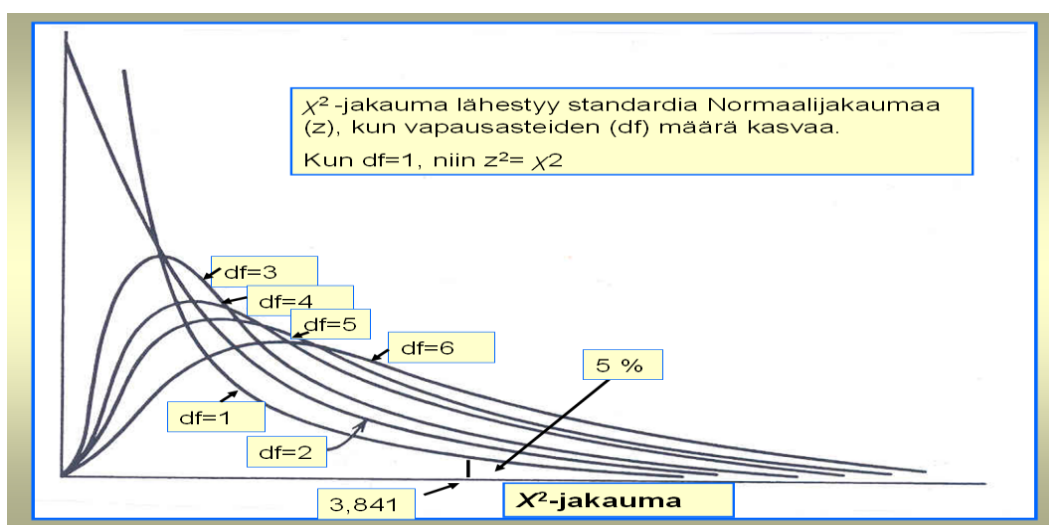 χ² -jakauma lähestyy standardia Normaalijakaumaa
(z), kun vapausasteiden (df) määrä kasvaa.
Kun df=1, niin z²= χ2
df=3
df=4
df=5
df=6
5 %
df=1
df=2
3,841
X²-jakauma